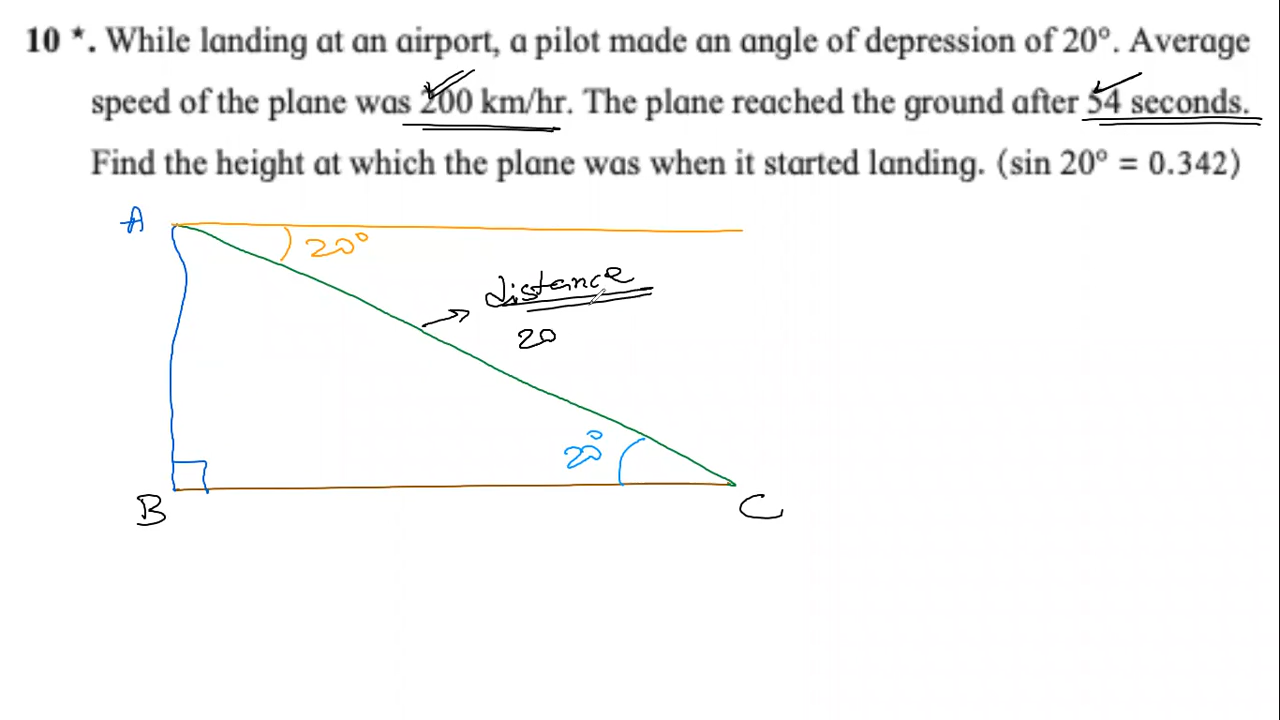 10 *. While landing at an airport, a pilot made an angle of depression of 20°. Average
speed of the plane was 200 km/hr. The plane reached the ground after 54 seconds.
Find the height at which the plane was when it started landing. (sin 20° = 0.342)
A
20°
distance
20
20°
B
C